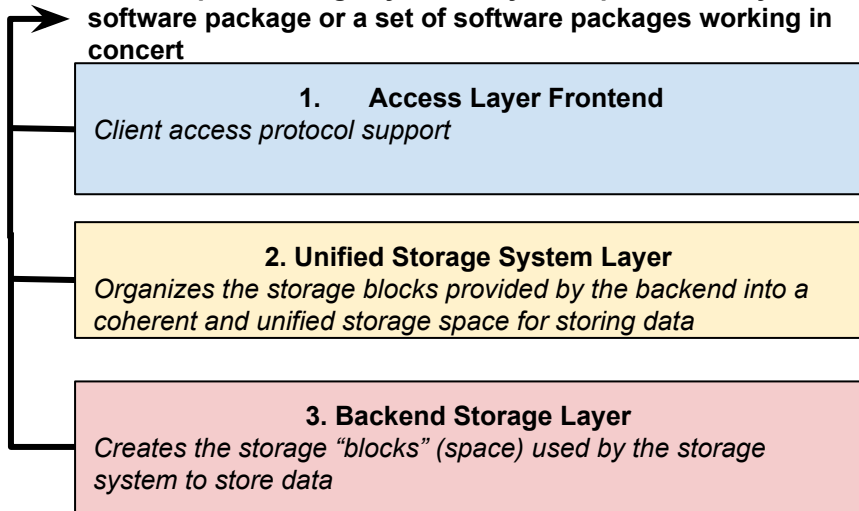 software package or a set of software packages working in
concert
1. Access Layer Frontend
Client access protocol support
2. Unified Storage System Layer
Organizes the storage blocks provided by the backend into a
coherent and unified storage space for storing data
3. Backend Storage Layer
Creates the storage “blocks” (space) used by the storage
system to store data